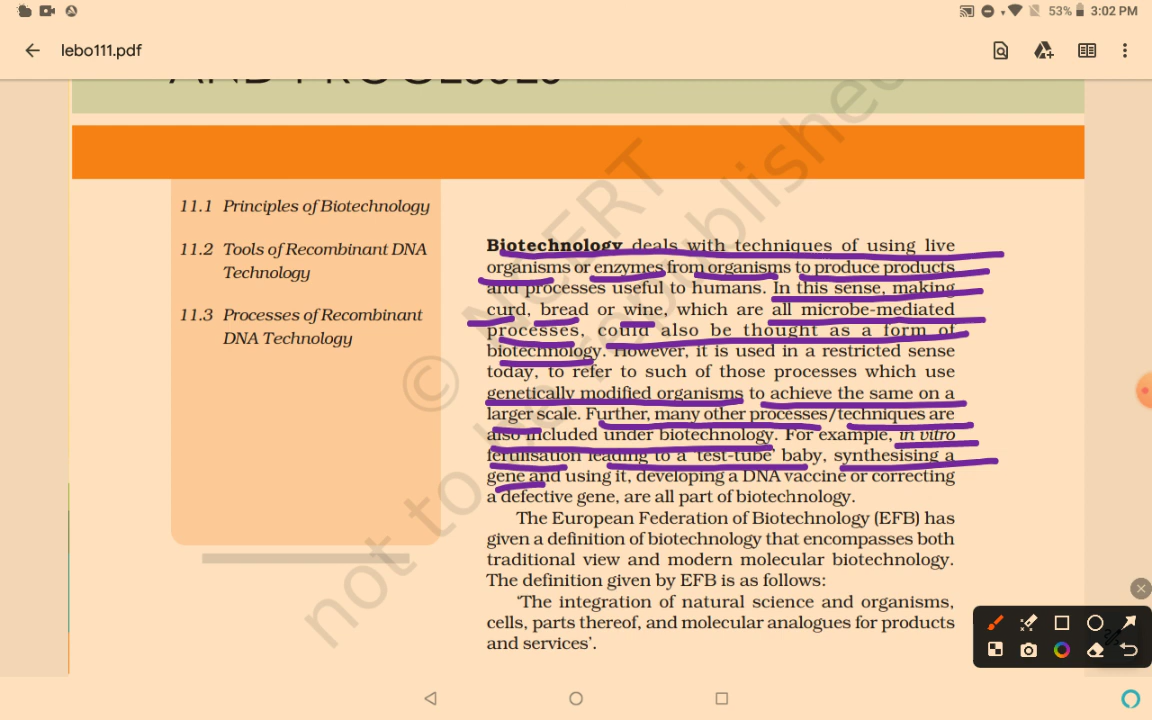 53% 3:02 PM
lebo111.pdf
11.1 Principles of Biotechnology
11.2 Tools of Recombinant DNA
Technology
11.3 Processes of Recombinant
DNA Technology
Biotechnology deals with techniques of using live
organisms or enzymes from organisms to produce products
and processes useful to humans. In this sense, making
curd, bread or wine, which are all microbe-mediated
processes, could also be thought as a form of
biotechnology. However, it is used in a restricted sense
today, to refer to such of those processes which use
genetically modified organisms to achieve the same on a
larger scale. Further, many other processes/techniques are
also included under biotechnology. For example, in vitro
fertilisation leading to a 'test-tube' baby, synthesising a
gene and using it, developing a DNA vaccine or correcting
a defective gene, are all part of biotechnology.
The European Federation of Biotechnology (EFB) has
given a definition of biotechnology that encompasses both
traditional view and modern molecular biotechnology.
The definition given by EFB is as follows:
'The integration of natural science and organisms,
cells, parts thereof, and molecular analogues for products
and services'.
© NCERT
not to be republished